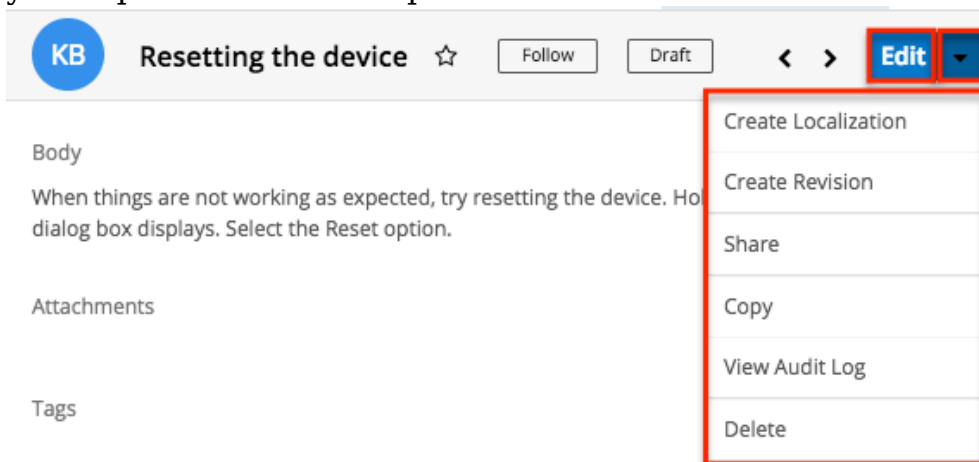 KB Resetting the device Follow Draft Edit
Create Localization
Body
Create Revision
When things are not working as expected, try resetting the device.
dialog box displays. Select the Reset option.
Share
Attachments
Copy
View Audit Log
Tags
Delete